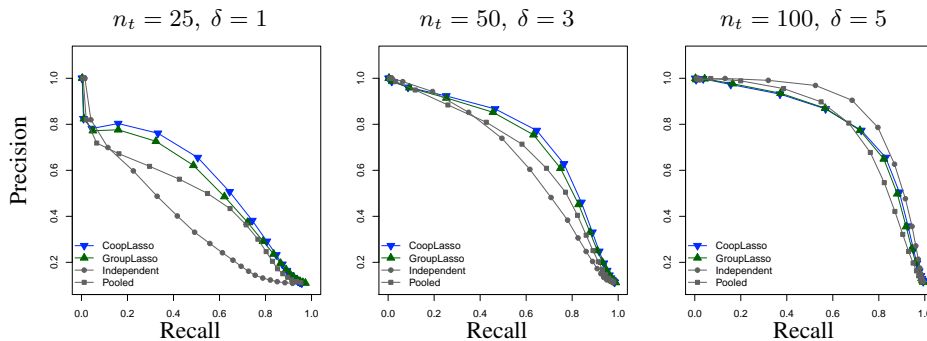 n_t = 25, δ = 1
n_t = 50, δ = 3
n_t = 100, δ = 5
Precision
1.0
0.8
0.6
0.4
0.2
CoopLasso
GroupLasso
Independent
Pooled
0.0 0.2 0.4 0.6 0.8 1.0
Recall
1.0
0.8
0.6
0.4
0.2
CoopLasso
GroupLasso
Independent
Pooled
0.0 0.2 0.4 0.6 0.8 1.0
Recall
1.0
0.8
0.6
0.4
0.2
CoopLasso
GroupLasso
Independent
Pooled
0.0 0.2 0.4 0.6 0.8 1.0
Recall